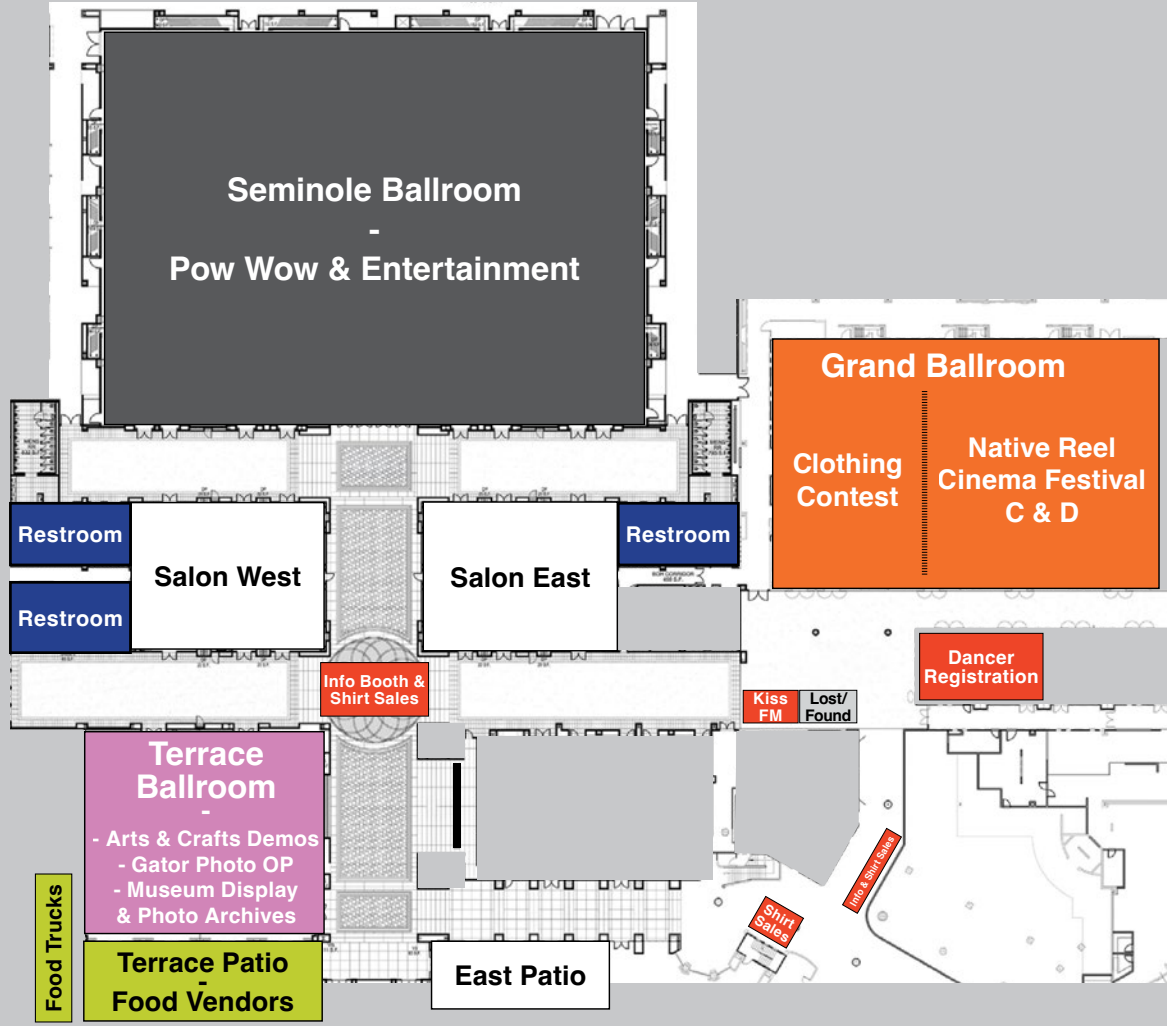 Seminole Ballroom
-
Pow Wow & Entertainment
Grand Ballroom
Clothing
Contest
Native Reel
Cinema Festival
C & D
Restroom
Restroom
Salon West
Salon East
Restroom
Info Booth &
Shirt Sales
Dancer
Registration
Kiss
FM
Lost/
Found
Terrace
Ballroom
-
- Arts & Crafts Demos
- Gator Photo OP
- Museum Display
& Photo Archives
Info & Shirt Sales
Shirt
Sales
Food Trucks
Terrace Patio
-
Food Vendors
East Patio